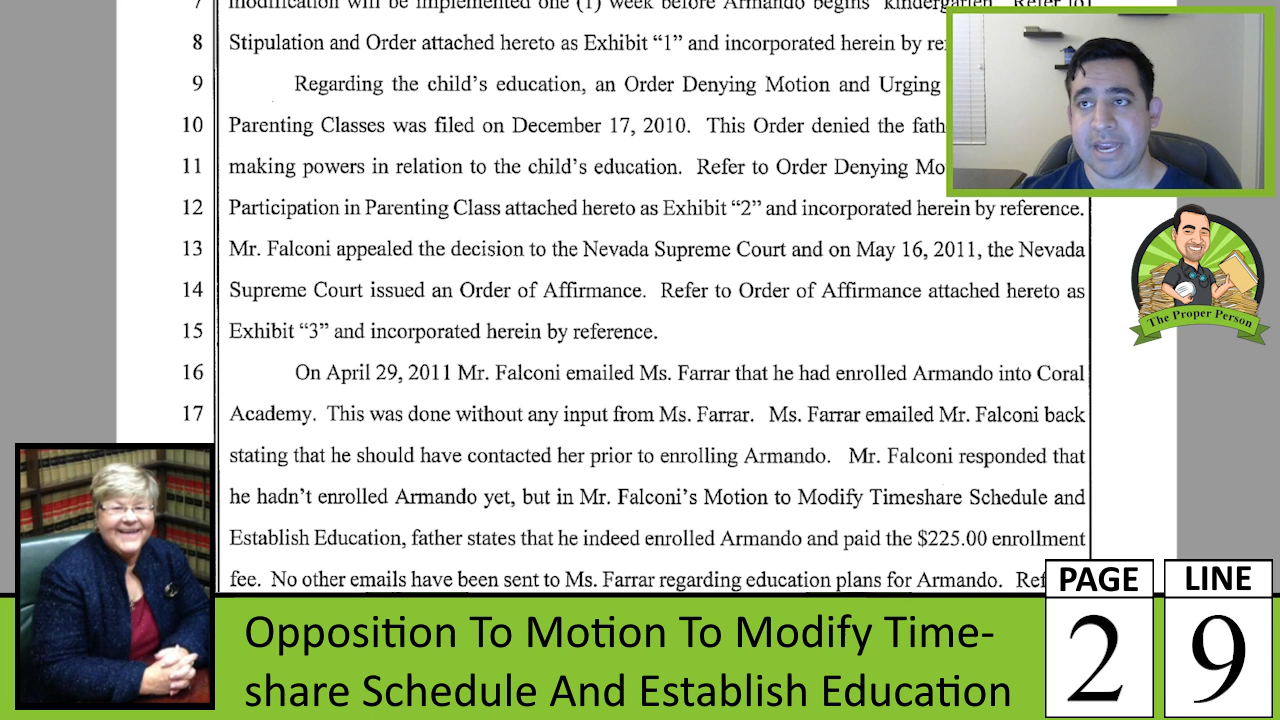 7 modification will be implemented one (1) week before Armando begins kindergarten. Refer to
8 Stipulation and Order attached hereto as Exhibit “1” and incorporated herein by
9 Regarding the child’s education, an Order Denying Motion and Urging
10 Parenting Classes was filed on December 17, 2010. This Order denied the
11 making powers in relation to the child’s education. Refer to Order Denying
12 Participation in Parenting Class attached hereto as Exhibit “2” and incorporated herein by reference.
13 Mr. Falconi appealed the decision to the Nevada Supreme Court and on May 16, 2011, the Nevada
14 Supreme Court issued an Order of Affirmance. Refer to Order of Affirmance attached hereto as
15 Exhibit “3” and incorporated herein by reference.
16 On April 29, 2011 Mr. Falconi emailed Ms. Farrar that he had enrolled Armando into Coral
17 Academy. This was done without any input from Ms. Farrar. Ms. Farrar emailed Mr. Falconi back
stating that he should have contacted her prior to enrolling Armando. Mr. Falconi responded that
he hadn’t enrolled Armando yet, but in Mr. Falconi’s Motion to Modify Timeshare Schedule and
Establish Education, father states that he indeed enrolled Armando and paid the $225.00 enrollment
fee. No other emails have been sent to Ms. Farrar regarding education plans for Armando.
The Proper Person
Opposition To Motion To Modify Time-
share Schedule And Establish Education
PAGE
2
LINE
9